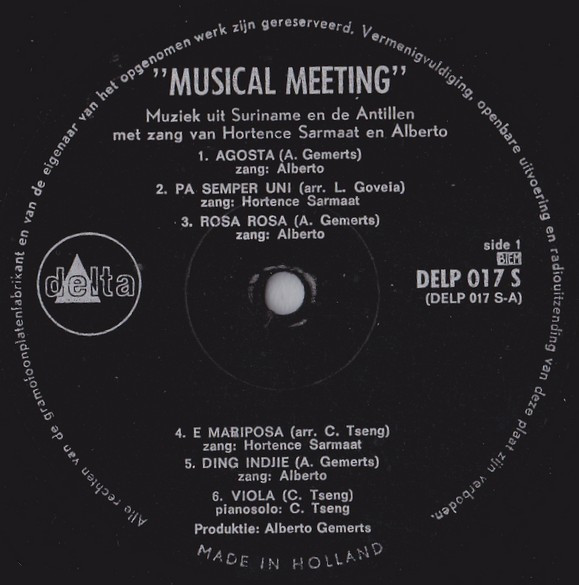 Alle rechten van de gramofoonplatenfabrikant en van de eigenaar van het opgenomen werk zijn gereserveerd. Vermenigvuldiging, openbare uitvoering en radiouitzending van deze plaat zijn verboden.
"MUSICAL MEETING"
Muziek uit Suriname en de Antillen
met zang van Hortence Sarmaat en Alberto
1. AGOSTA (A. Gemerts)
zang: Alberto
2. PA SEMPER UNI (arr. L. Goveia)
zang: Hortence Sarmaat
3. ROSA ROSA (A. Gemerts)
zang: Alberto
delta
side 1
BIEM
DELP 017 S
(DELP 017 S-A)
4. E MARIPOSA (arr. C. Tseng)
zang: Hortence Sarmaat
5. DING INDJIE (A. Gemerts)
zang: Alberto
6. VIOLA (C. Tseng)
pianosolo: C. Tseng
Produktie: Alberto Gemerts
MADE IN HOLLAND